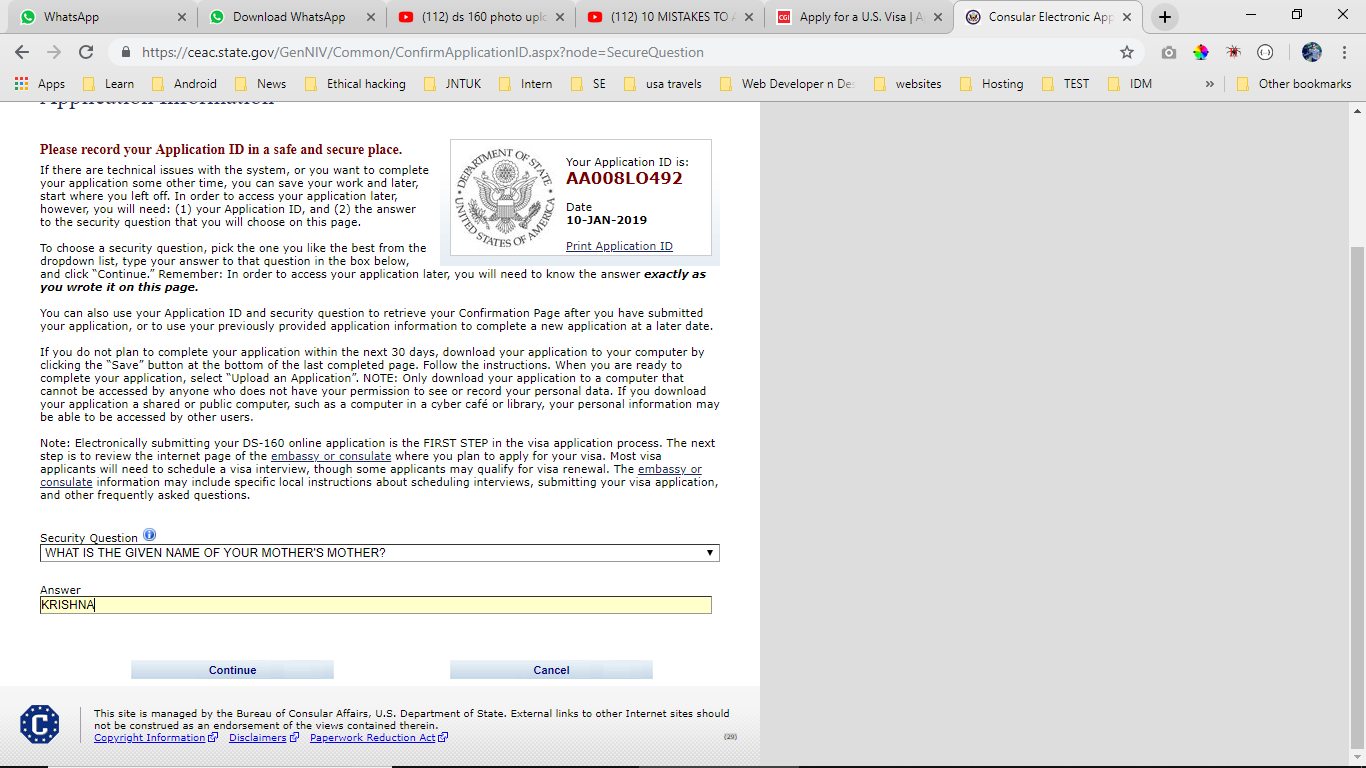 WhatsApp
Download WhatsApp
(112) ds 160 photo uplo
(112) 10 MISTAKES TO A
CGI
Apply for a U.S. Visa | A
Consular Electronic App
https://ceac.state.gov/GenNIV/Common/ConfirmApplicationID.aspx?node=SecureQuestion
Apps
Learn
Android
News
Ethical hacking
JNTUK
Intern
SE
usa travels
Web Developer n De
websites
Hosting
TEST
IDM
»
Other bookmarks
Application Information
Please record your Application ID in a safe and secure place.
If there are technical issues with the system, or you want to complete
your application some other time, you can save your work and later,
start where you left off. In order to access your application later,
however, you will need: (1) your Application ID, and (2) the answer
to the security question that you will choose on this page.
DEPARTMENT OF STATE
UNITED STATES OF AMERICA
Your Application ID is:
AA008LO492
Date
10-JAN-2019
Print Application ID
To choose a security question, pick the one you like the best from the
dropdown list, type your answer to that question in the box below,
and click “Continue.” Remember: In order to access your application later, you will need to know the answer exactly as
you wrote it on this page.
You can also use your Application ID and security question to retrieve your Confirmation Page after you have submitted
your application, or to use your previously provided application information to complete a new application at a later date.
If you do not plan to complete your application within the next 30 days, download your application to your computer by
clicking the “Save” button at the bottom of the last completed page. Follow the instructions. When you are ready to
complete your application, select “Upload an Application”. NOTE: Only download your application to a computer that
cannot be accessed by anyone who does not have your permission to see or record your personal data. If you download
your application a shared or public computer, such as a computer in a cyber café or library, your personal information may
be able to be accessed by other users.
Note: Electronically submitting your DS-160 online application is the FIRST STEP in the visa application process. The next
step is to review the internet page of the embassy or consulate where you plan to apply for your visa. Most visa
applicants will need to schedule a visa interview, though some applicants may qualify for visa renewal. The embassy or
consulate information may include specific local instructions about scheduling interviews, submitting your visa application,
and other frequently asked questions.
Security Question
WHAT IS THE GIVEN NAME OF YOUR MOTHER'S MOTHER?
Answer
KRISHNA
Continue
Cancel
C
This site is managed by the Bureau of Consular Affairs, U.S. Department of State. External links to other Internet sites should
not be construed as an endorsement of the views contained therein.
Copyright Information
Disclaimers
Paperwork Reduction Act
(29)